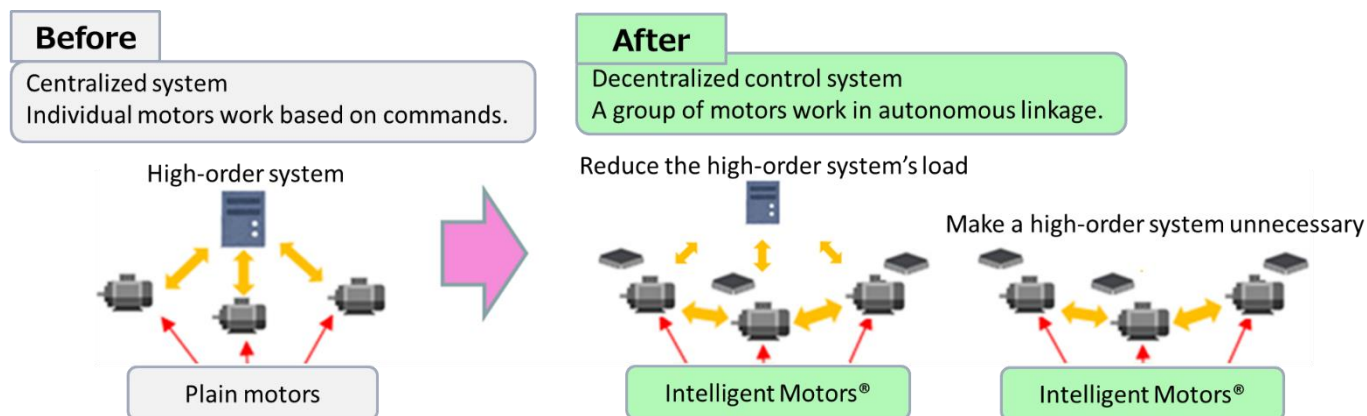 Before
Centralized system
Individual motors work based on commands.
High-order system
Plain motors
After
Decentralized control system
A group of motors work in autonomous linkage.
Reduce the high-order system's load
Intelligent Motors®
Make a high-order system unnecessary
Intelligent Motors®